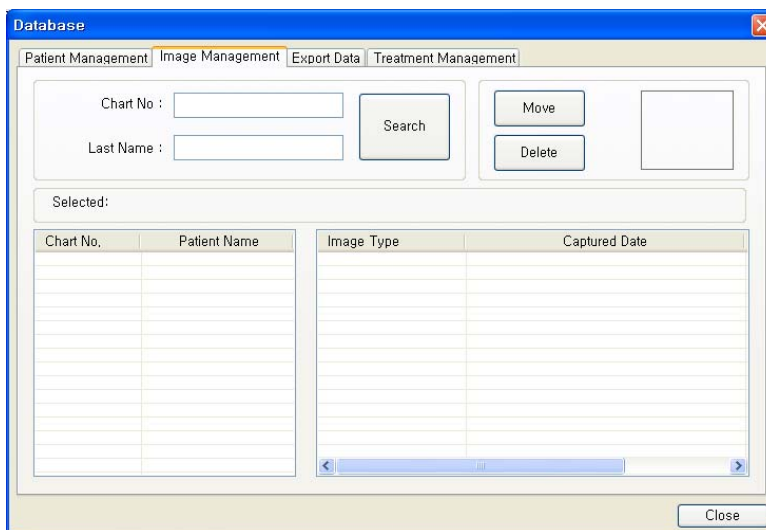 Database
Patient Management Image Management Export Data Treatment Management
Chart No :
Last Name :
Search
Move
Delete
Selected:
Chart No. Patient Name
Image Type Captured Date
Close